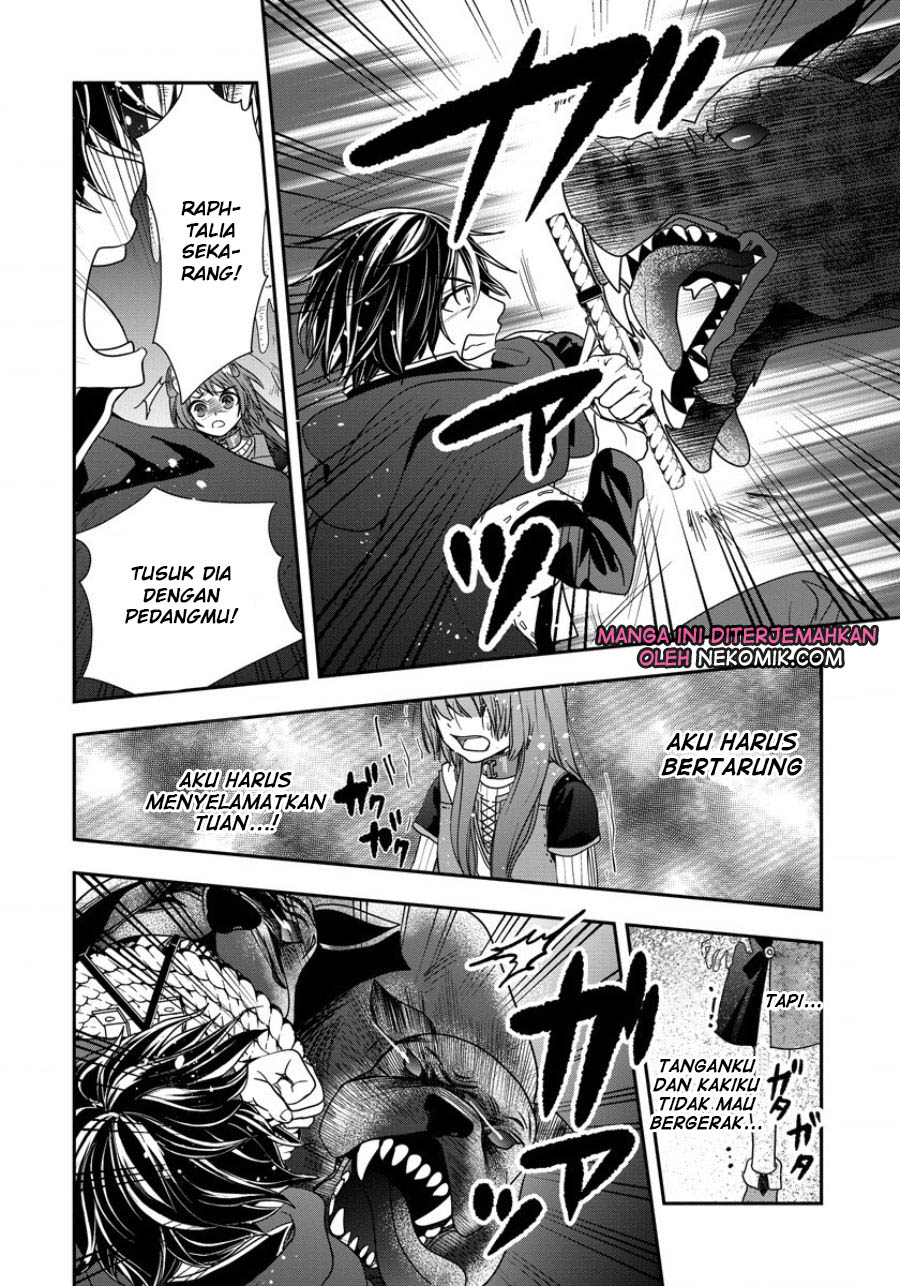 ガアッ
RAPH-
TALIA
SEKA-
RANG!
TUSUK DIA
DENGAN
PEDANGMU!
MANGA INI DITERJEMAHKAN
OLEH NEKOMIK.COM
AKU HARUS
BERTARUNG
AKU HARUS
MENYELAMATKAN
TUAN...!
ガク
ガク
TAPI...
TANGANKU
DAN KAKIKU
TIDAK MAU
BERGERAK...
ガタ
ガタ
ガアッ